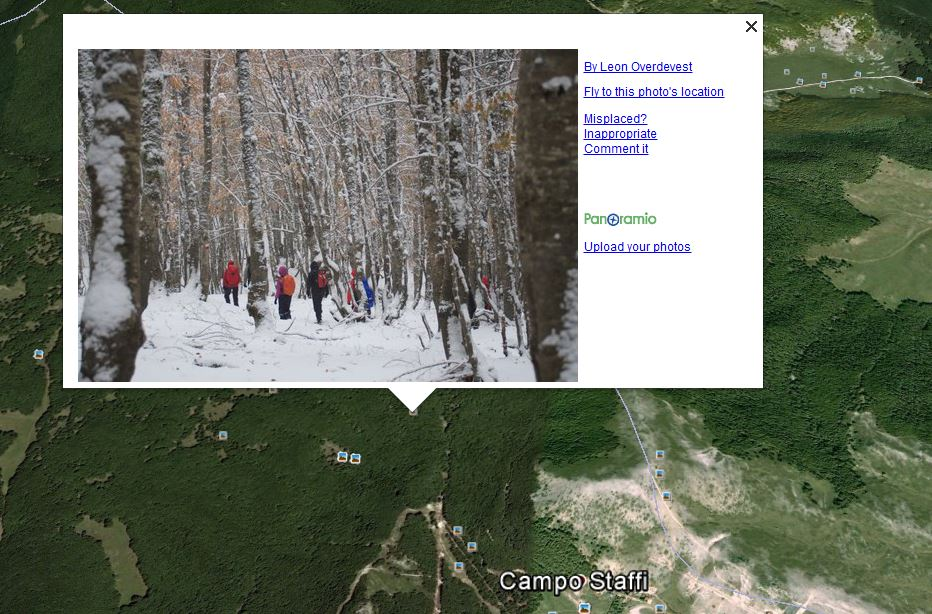 By Leon Overdevest
Fly to this photo's location
Misplaced?
Inappropriate
Comment it
Panoramio
Upload your photos
Campo Staffi